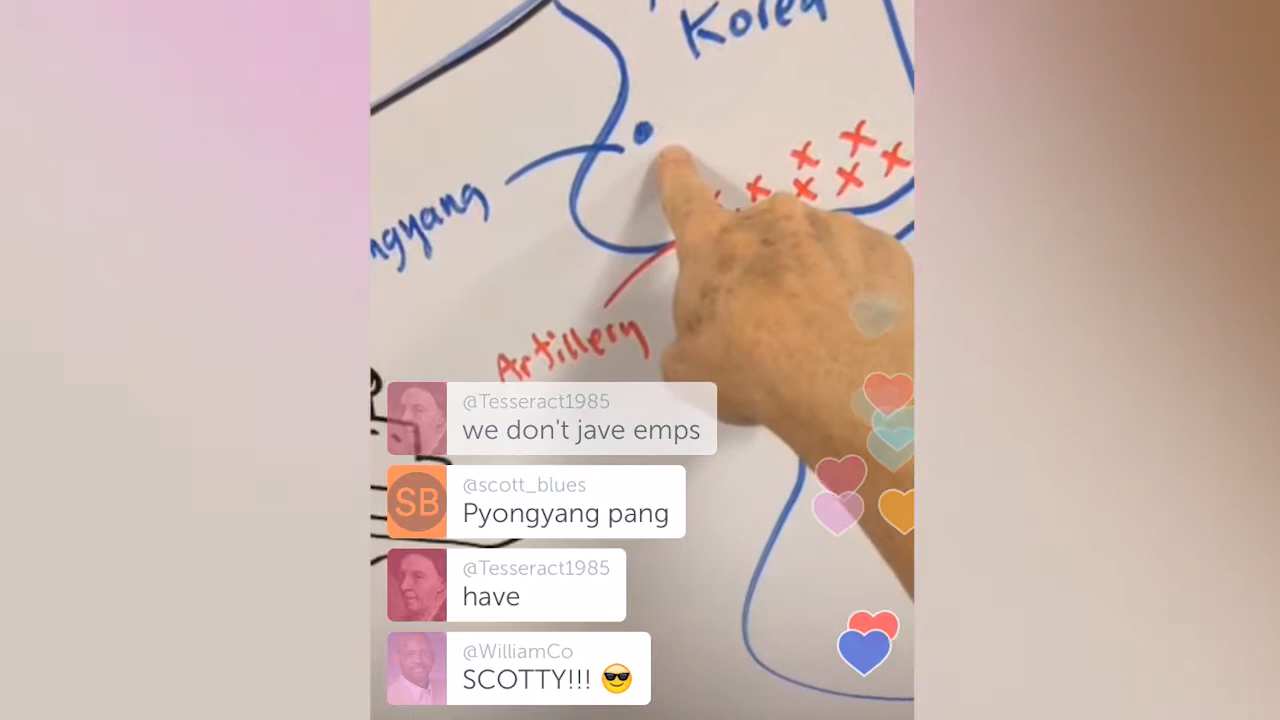 Korea
ngyang
Artillery
@Tesseract1985
we don't jave emps
SB
@scott_blues
Pyongyang pang
@Tesseract1985
have
@WilliamCo
SCOTTY!!! 😎